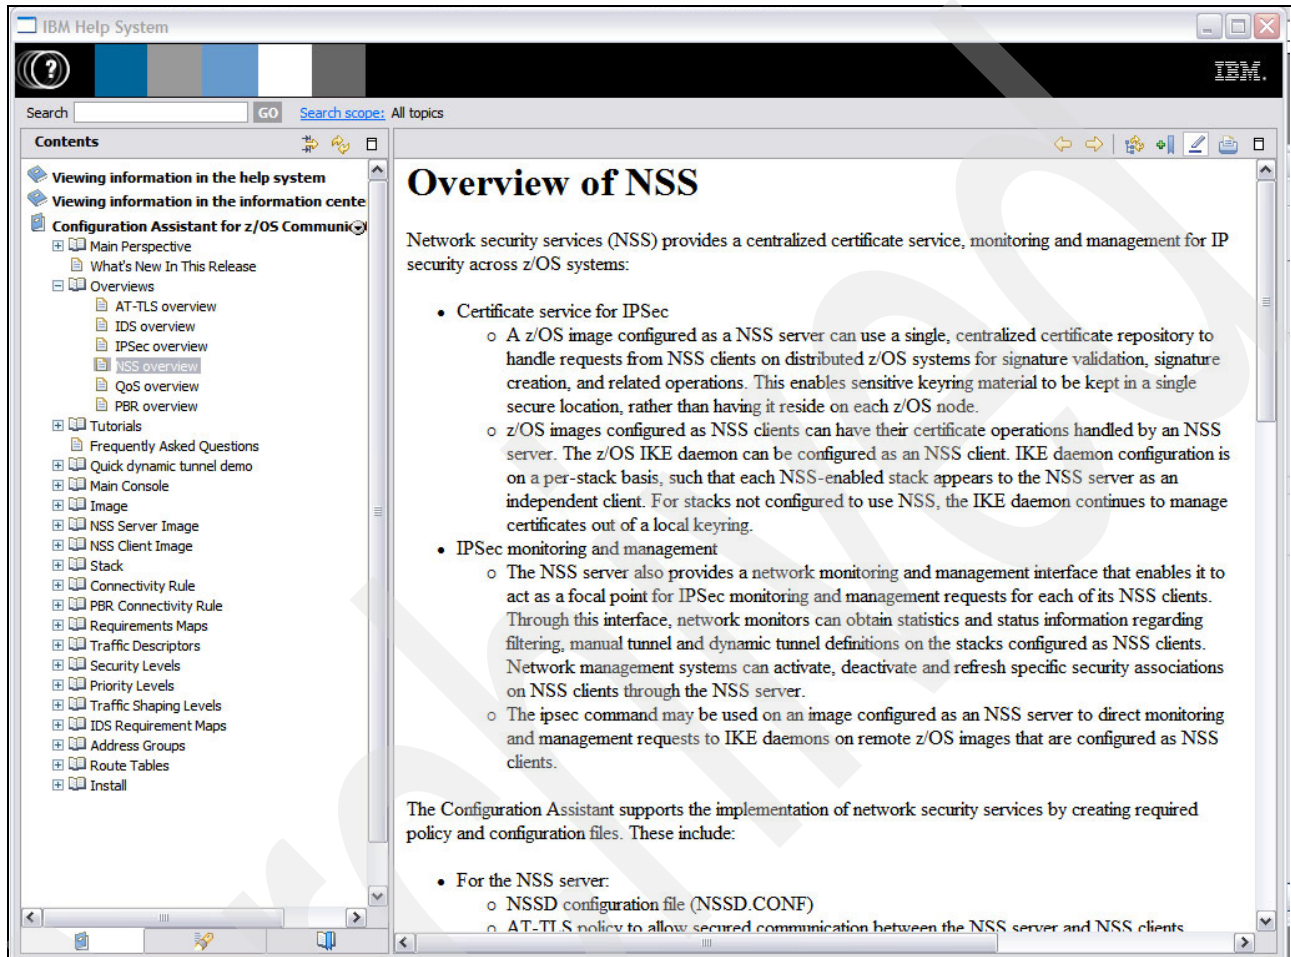 IBM Help System
IBM.
Search
GO
Search scope:
All topics
Contents
Viewing information in the help system
Viewing information in the information cente
Configuration Assistant for z/OS Communic
Main Perspective
What's New In This Release
Overviews
AT-TLS overview
IDS overview
IPSec overview
NSS overview
QoS overview
PBR overview
Tutorials
Frequently Asked Questions
Quick dynamic tunnel demo
Main Console
Image
NSS Server Image
NSS Client Image
Stack
Connectivity Rule
PBR Connectivity Rule
Requirements Maps
Traffic Descriptors
Security Levels
Priority Levels
Traffic Shaping Levels
IDS Requirement Maps
Address Groups
Route Tables
Install
Overview of NSS
Network security services (NSS) provides a centralized certificate service, monitoring and management for IP
security across z/OS systems:
• Certificate service for IPSec
o A z/OS image configured as a NSS server can use a single, centralized certificate repository to
handle requests from NSS clients on distributed z/OS systems for signature validation, signature
creation, and related operations. This enables sensitive keyring material to be kept in a single
secure location, rather than having it reside on each z/OS node.
o z/OS images configured as NSS clients can have their certificate operations handled by an NSS
server. The z/OS IKE daemon can be configured as an NSS client. IKE daemon configuration is
on a per-stack basis, such that each NSS-enabled stack appears to the NSS server as an
independent client. For stacks not configured to use NSS, the IKE daemon continues to manage
certificates out of a local keyring.
• IPSec monitoring and management
o The NSS server also provides a network monitoring and management interface that enables it to
act as a focal point for IPSec monitoring and management requests for each of its NSS clients.
Through this interface, network monitors can obtain statistics and status information regarding
filtering, manual tunnel and dynamic tunnel definitions on the stacks configured as NSS clients.
Network management systems can activate, deactivate and refresh specific security associations
on NSS clients through the NSS server.
o The ipsec command may be used on an image configured as an NSS server to direct monitoring
and management requests to IKE daemons on remote z/OS images that are configured as NSS
clients.
The Configuration Assistant supports the implementation of network security services by creating required
policy and configuration files. These include:
• For the NSS server:
o NSSD configuration file (NSSD.CONF)
o AT-TLS policy to allow secured communication between the NSS server and NSS clients